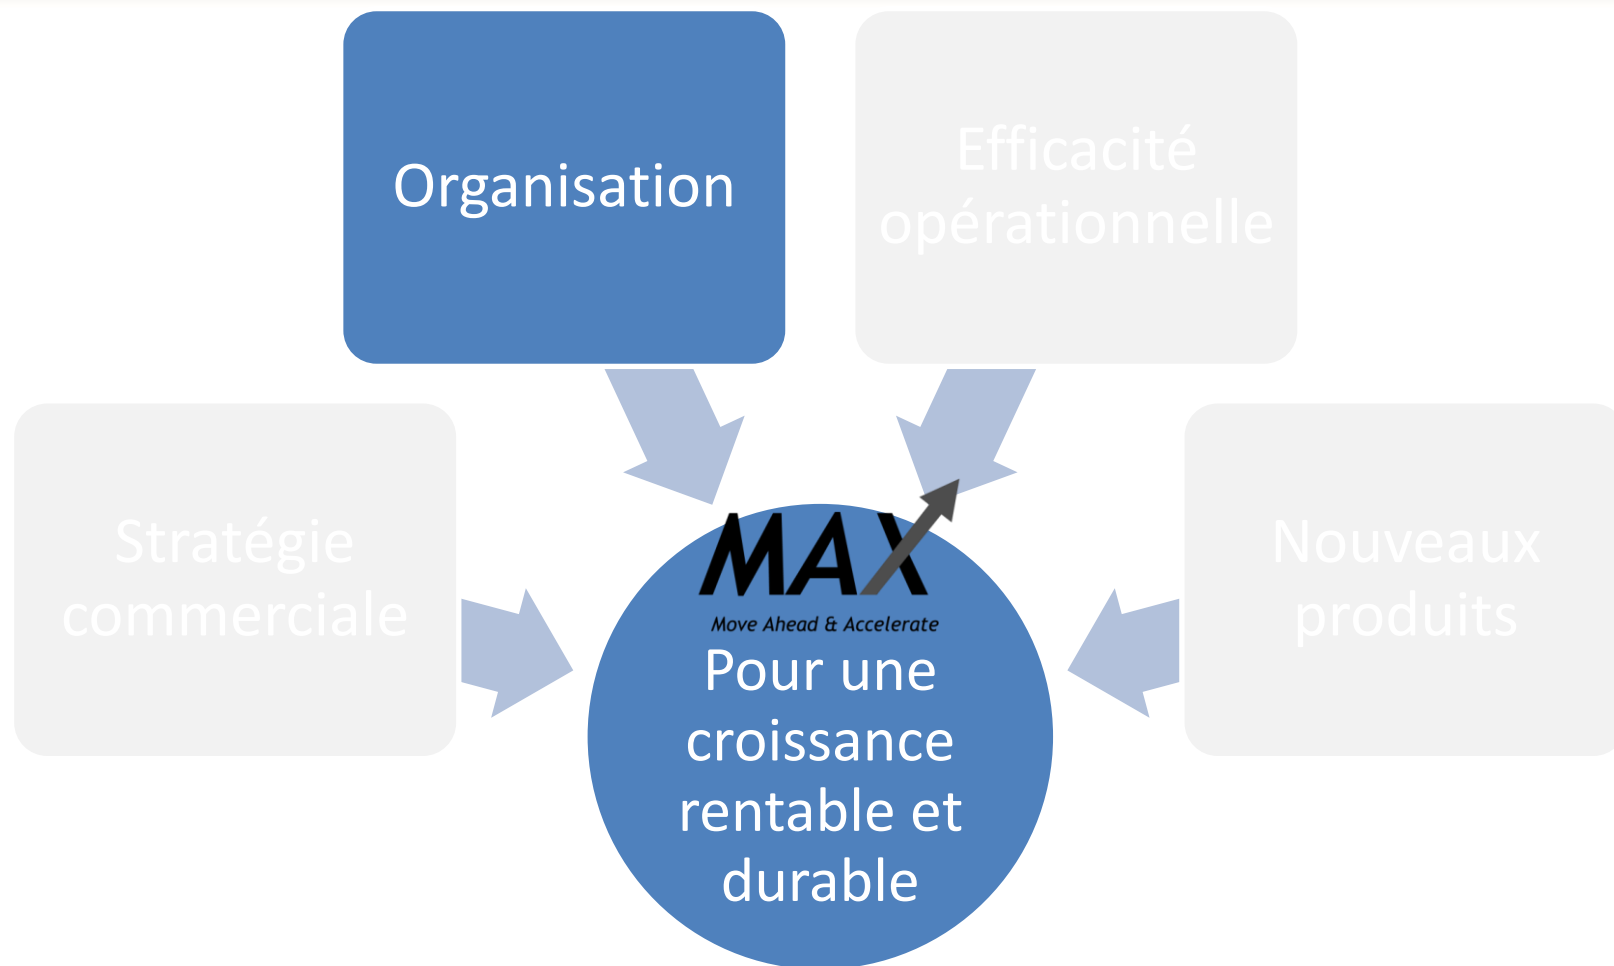 Organisation
Efficacité
opérationnelle
Stratégie
commerciale
Nouveaux
produits
MAX
Move Ahead & Accelerate
Pour une
croissance
rentable et
durable